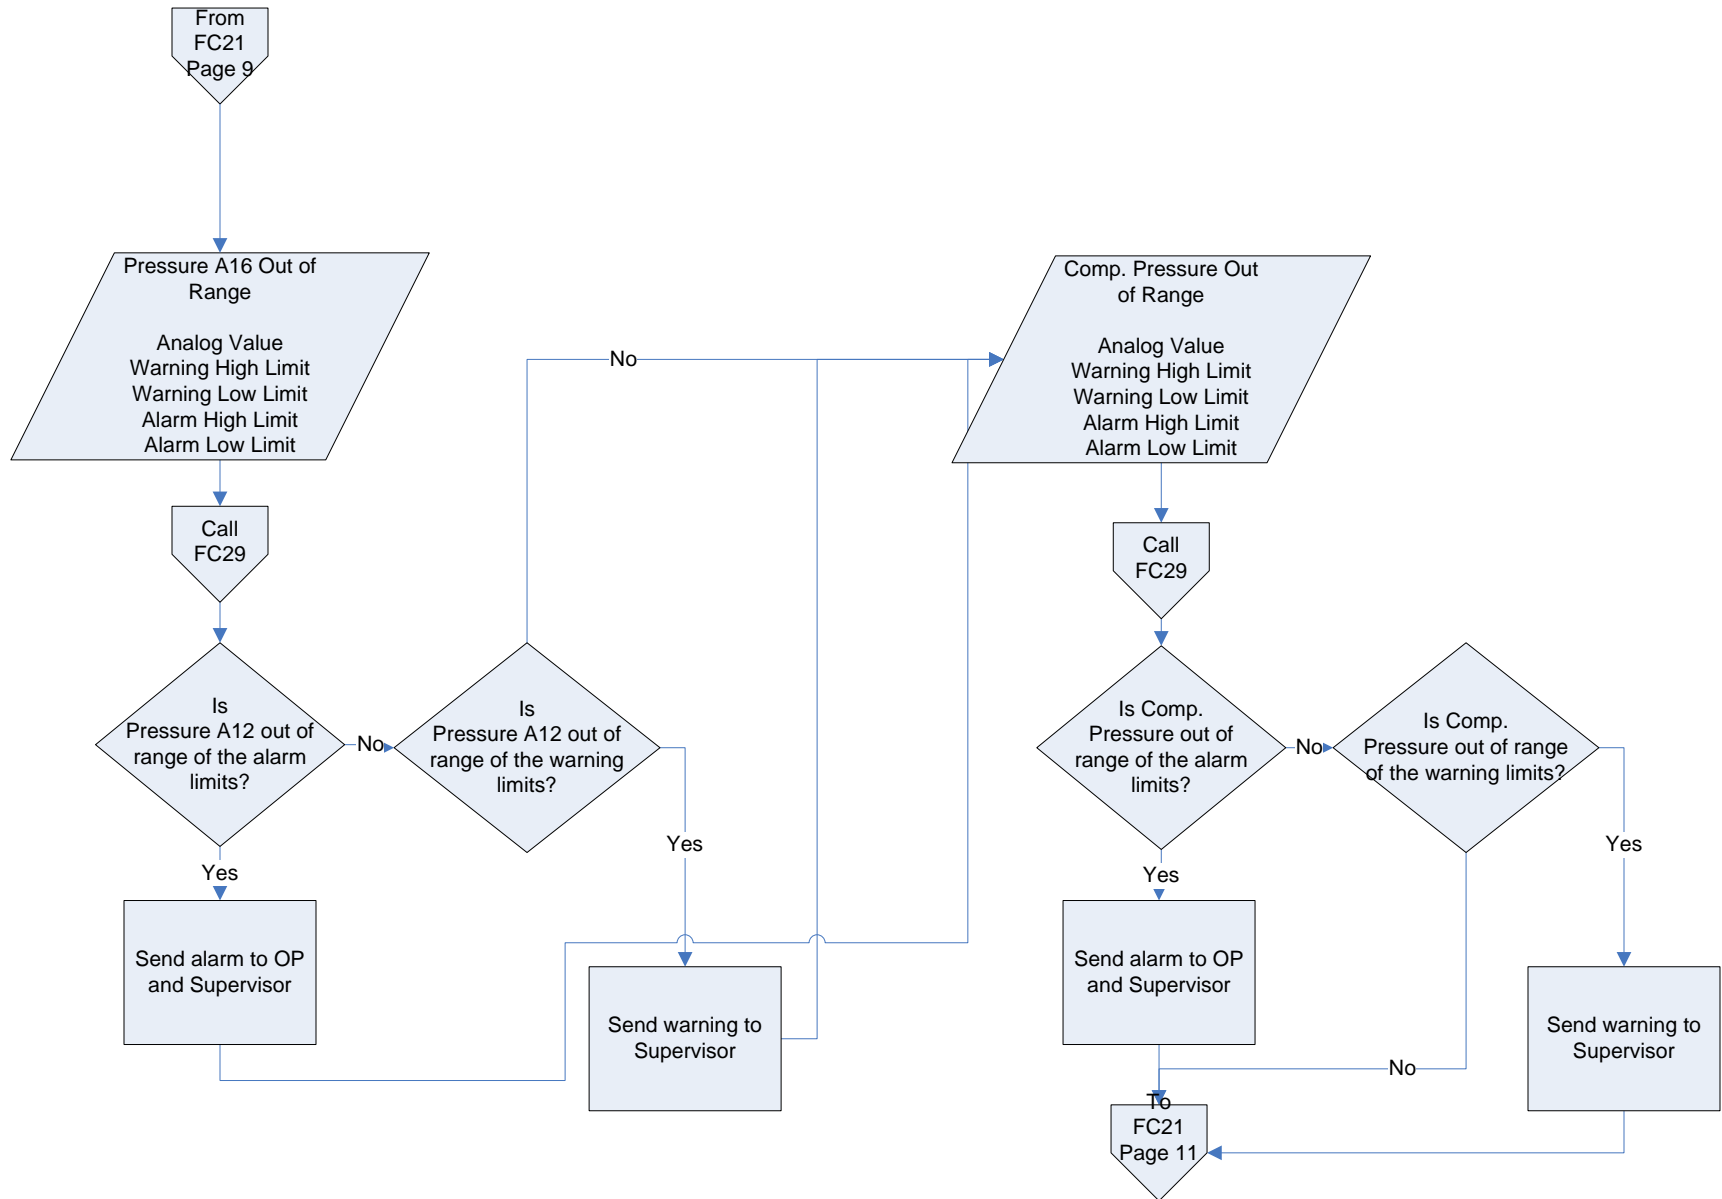 From
FC21
Page 9
Pressure A16 Out of
Range
Analog Value
Warning High Limit
Warning Low Limit
Alarm High Limit
Alarm Low Limit
Call
FC29
Is
Pressure A12 out of
range of the alarm
limits?
No
Is
Pressure A12 out of
range of the warning
limits?
No
Yes
Yes
Send alarm to OP
and Supervisor
Send warning to
Supervisor
Comp. Pressure Out
of Range
Analog Value
Warning High Limit
Warning Low Limit
Alarm High Limit
Alarm Low Limit
Call
FC29
Is Comp.
Pressure out of
range of the alarm
limits?
No
Is Comp.
Pressure out of range
of the warning limits?
Yes
Yes
Send alarm to OP
and Supervisor
Send warning to
Supervisor
No
To
FC21
Page 11